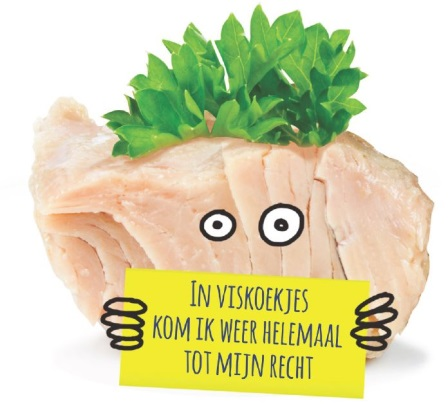 In viskoekjes
kom ik weer helemaal
tot mijn recht